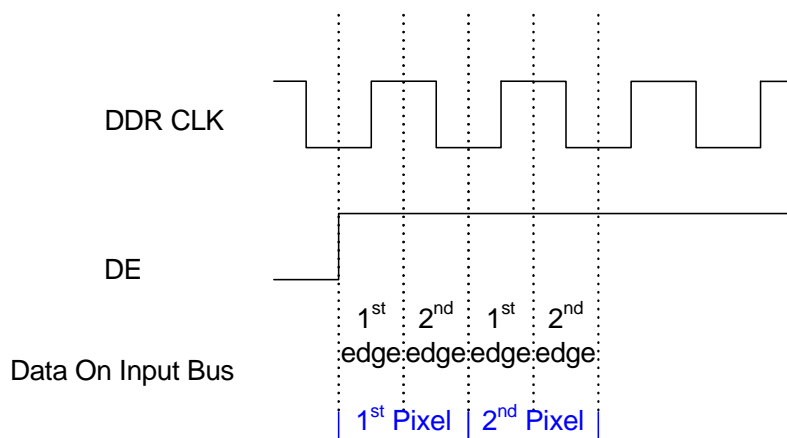 DDR CLK
DE
1st 2nd 1st 2nd
edge edge edge edge
Data On Input Bus
| 1st Pixel | 2nd Pixel |